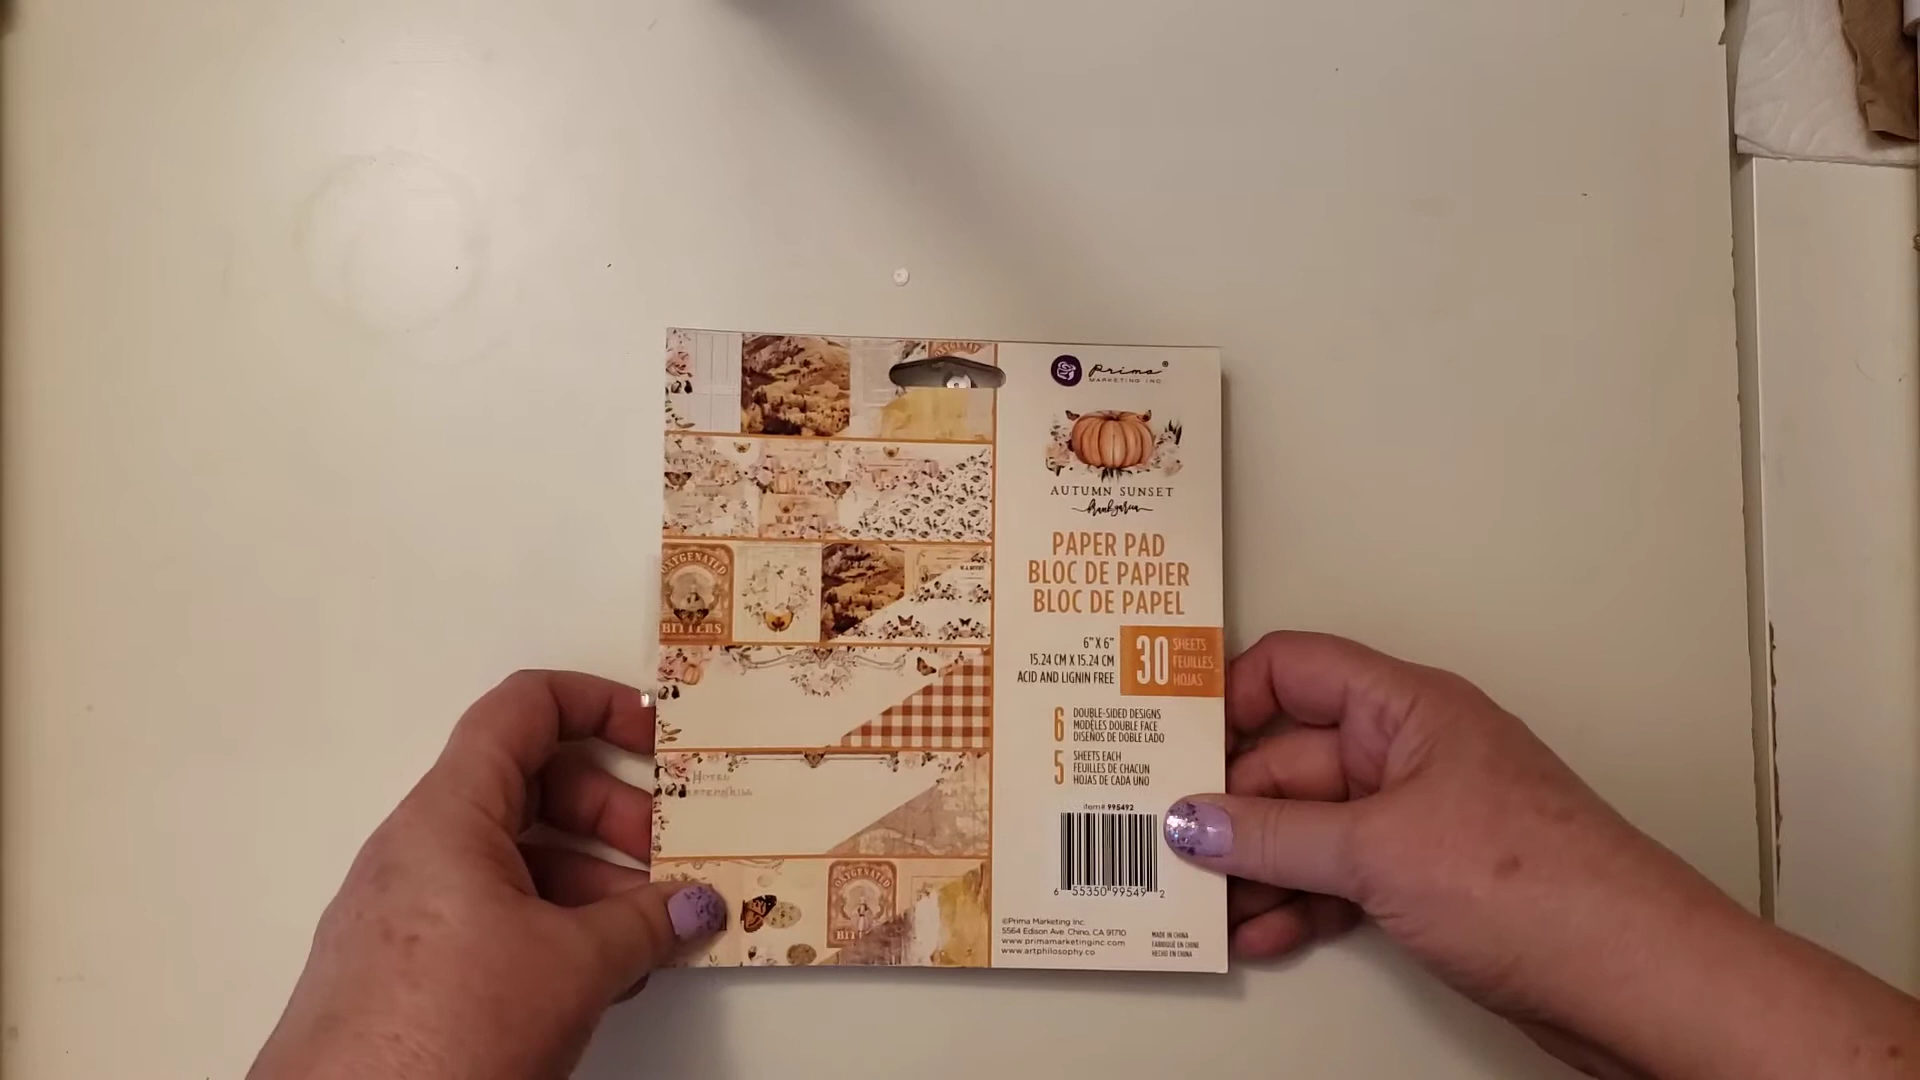 prima®
MARKETING INC
AUTUMN SUNSET
frank garcia
PAPER PAD
BLOC DE PAPIER
BLOC DE PAPEL
6" X 6"
15.24 CM X 15.24 CM
ACID AND LIGNIN FREE
30
SHEETS
FEUILLES
HOJAS
6
DOUBLE-SIDED DESIGNS
MODÈLES DOUBLE FACE
DISEÑOS DE DOBLE LADO
5
SHEETS EACH
FEUILLES DE CHACUN
HOJAS DE CADA UNO
item# 995492
6 55350 99549 2
©Prima Marketing Inc.
5564 Edison Ave. Chino, CA 91710
www.primamarketinginc.com
www.artphilosophy.co
MADE IN CHINA
FABRIQUÉ EN CHINE
HECHO EN CHINA
OXYGENATED
BITTERS
HOTEL
OXYGENATED
BIT